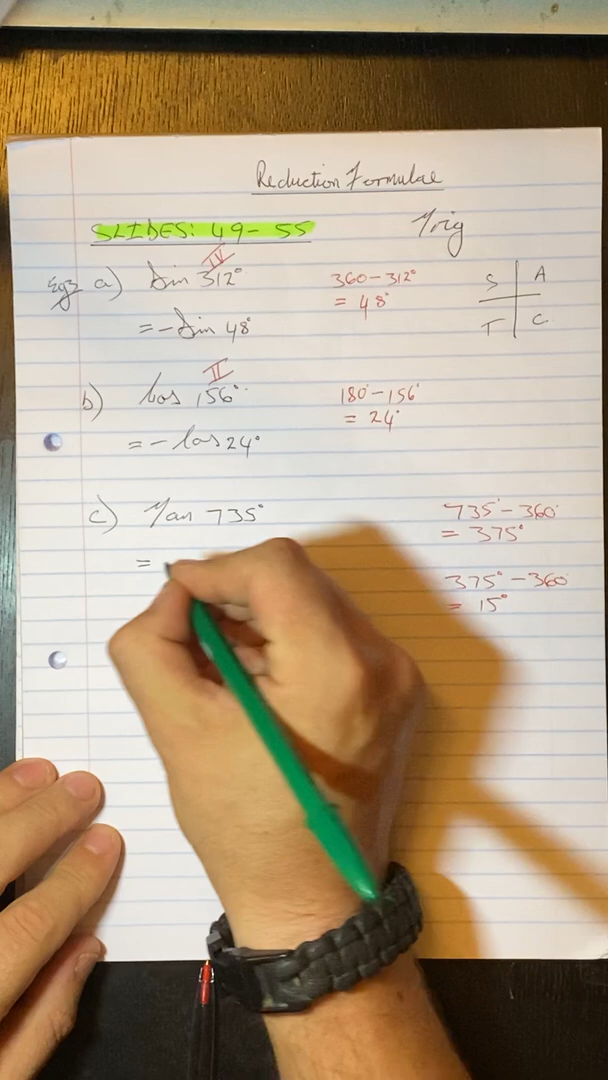 Reduction Formulae
SLIDES: 49-55
Trig
Eg3 a) Sin 312°
IV
360-312°
= 48°
S A
T C
= -Sin 48°
b) Cos 156°
II
180°-156°
= 24°
= - Cos 24°
c) Tan 735°
735°-360°
= 375°
=
375°-360°
= 15°